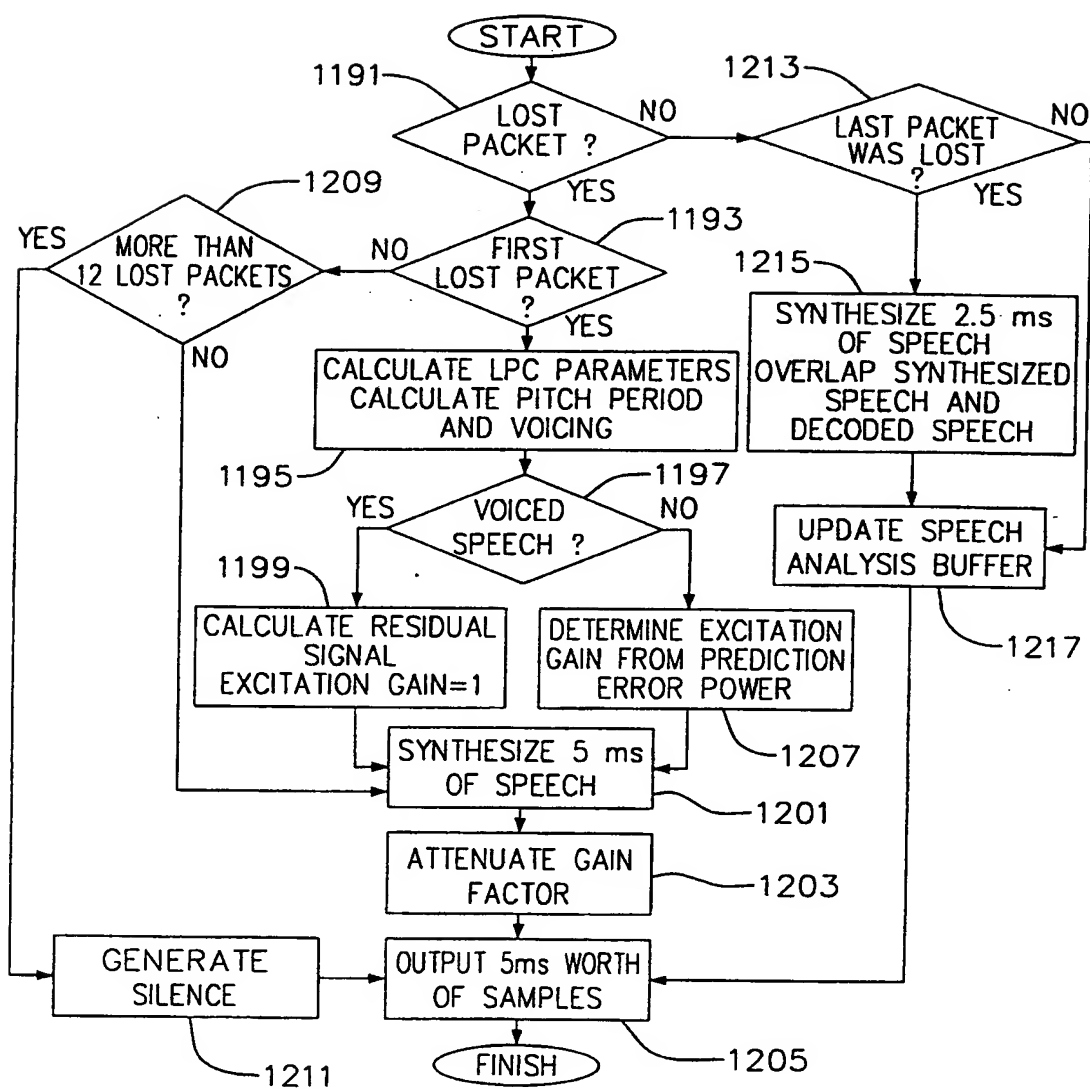 START
1191
LOST
PACKET ?
NO
YES
1213
LAST PACKET
WAS LOST
?
NO
YES
1209
MORE THAN
12 LOST PACKETS
?
YES
NO
1193
FIRST
LOST PACKET
?
NO
YES
1215
SYNTHESIZE 2.5 ms
OF SPEECH
OVERLAP SYNTHESIZED
SPEECH AND
DECODED SPEECH
CALCULATE LPC PARAMETERS
CALCULATE PITCH PERIOD
AND VOICING
1195
1197
VOICED
SPEECH ?
YES
NO
UPDATE SPEECH
ANALYSIS BUFFER
1217
1199
CALCULATE RESIDUAL
SIGNAL
EXCITATION GAIN=1
DETERMINE EXCITATION
GAIN FROM PREDICTION
ERROR POWER
1207
SYNTHESIZE 5 ms
OF SPEECH
1201
ATTENUATE GAIN
FACTOR
1203
GENERATE
SILENCE
1211
OUTPUT 5ms WORTH
OF SAMPLES
1205
FINISH